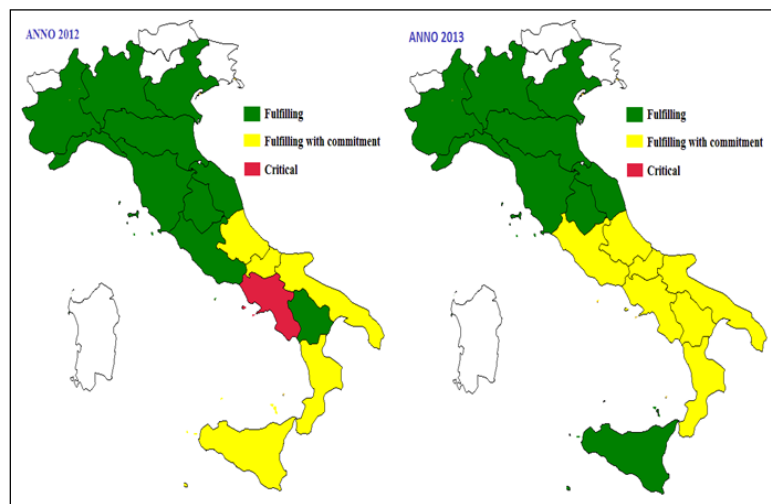 ANNO 2012
Fulfilling
Fulfilling with commitment
Critical
ANNO 2013
Fulfilling
Fulfilling with commitment
Critical